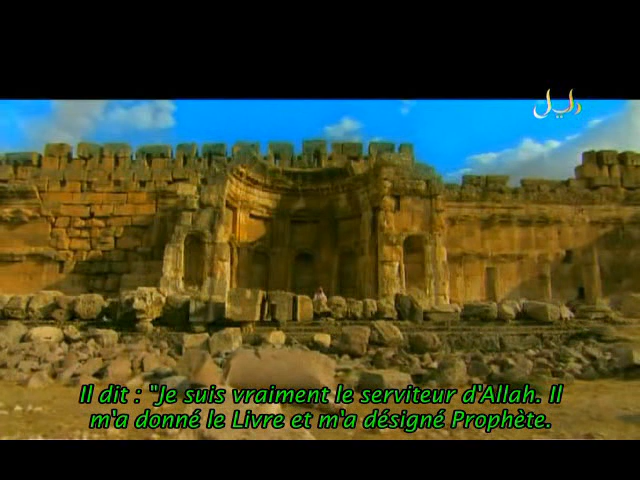 دليل
Il dit : "Je suis vraiment le serviteur d'Allah. Il
m'a donné le Livre et m'a désigné Prophète.